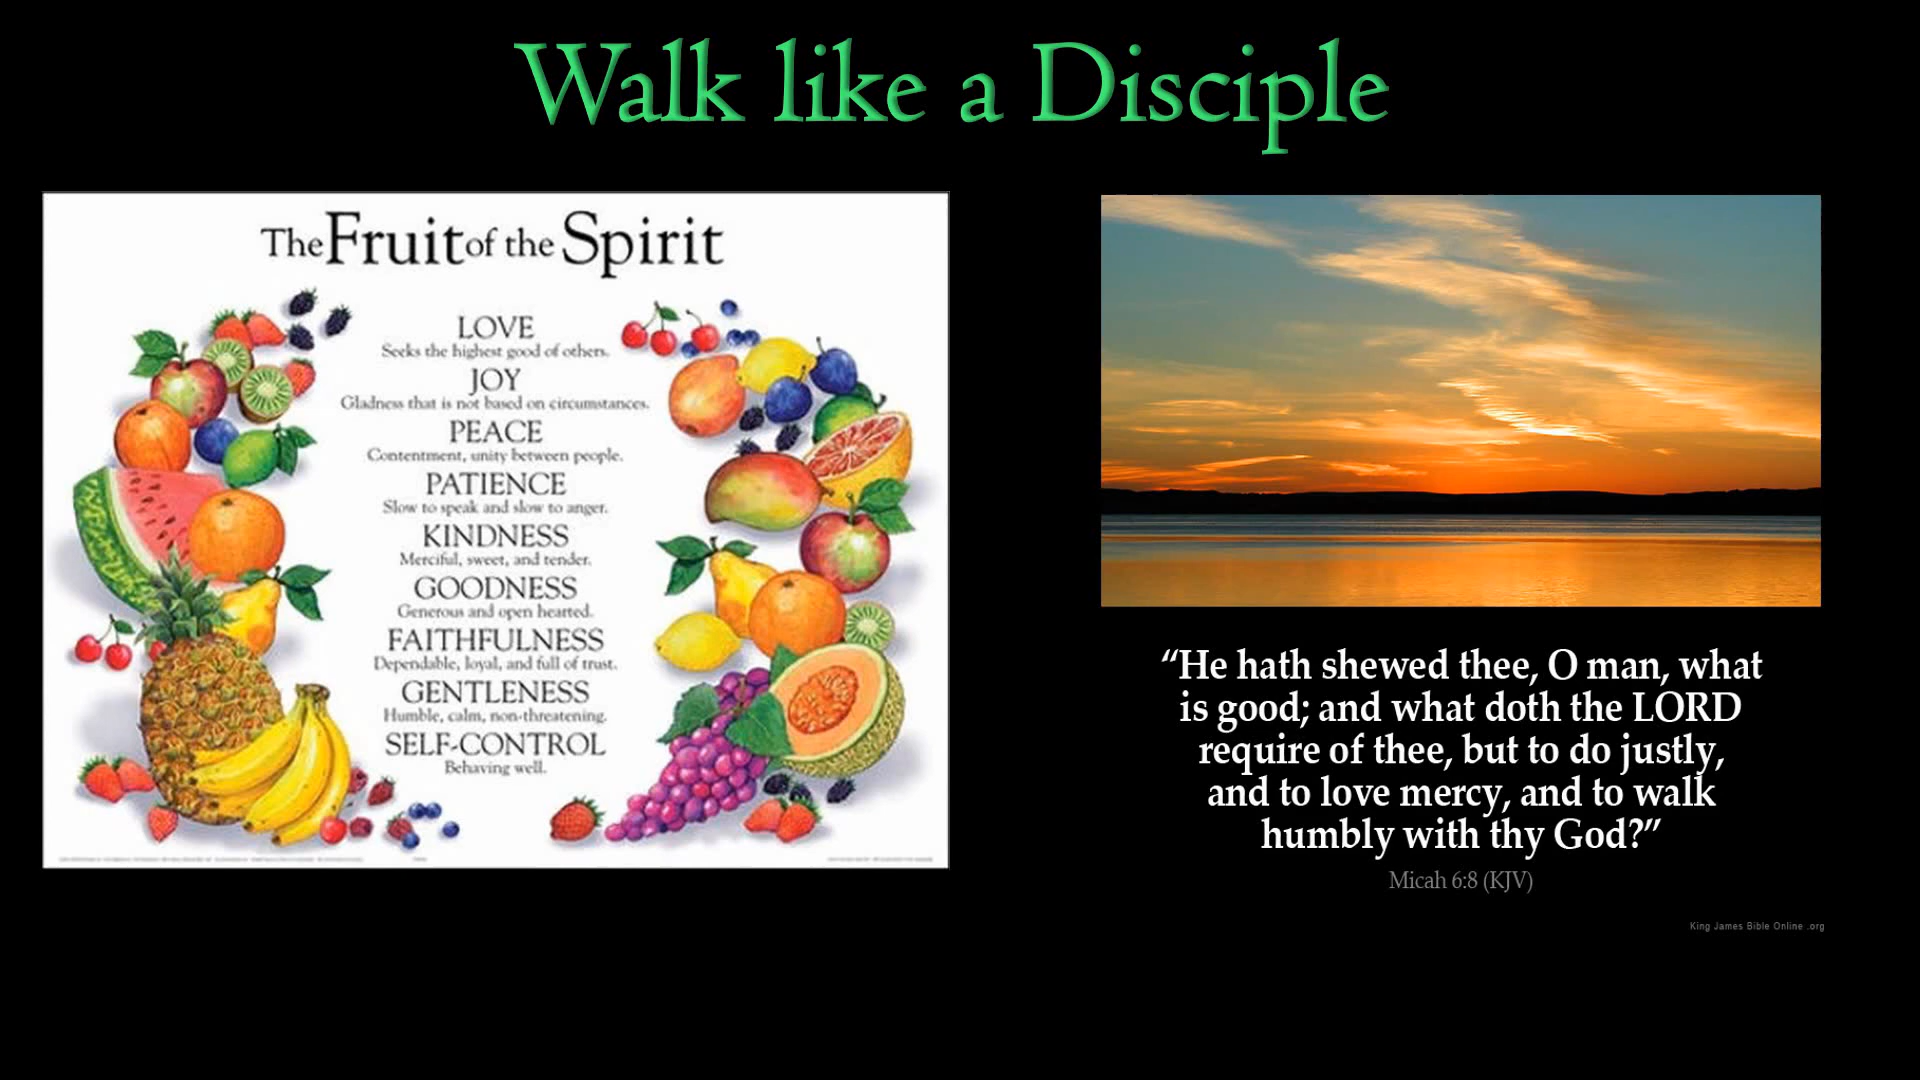 Walk like a Disciple
The Fruit of the Spirit
LOVE
Seeks the highest good of others.
JOY
Gladness that is not based on circumstances.
PEACE
Contentment, unity between people.
PATIENCE
Slow to speak and slow to anger.
KINDNESS
Merciful, sweet, and tender.
GOODNESS
Generous and open hearted.
FAITHFULNESS
Dependable, loyal, and full of trust.
GENTLENESS
Humble, calm, non-threatening.
SELF-CONTROL
Behaving well.
“He hath shewed thee, O man, what
is good; and what doth the LORD
require of thee, but to do justly,
and to love mercy, and to walk
humbly with thy God?”
Micah 6:8 (KJV)
King James Bible Online .org